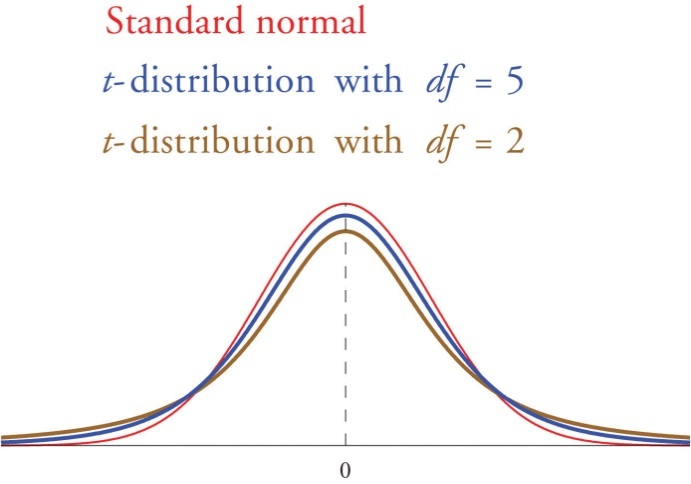 Standard normal
t-distribution with df = 5
t-distribution with df = 2
0